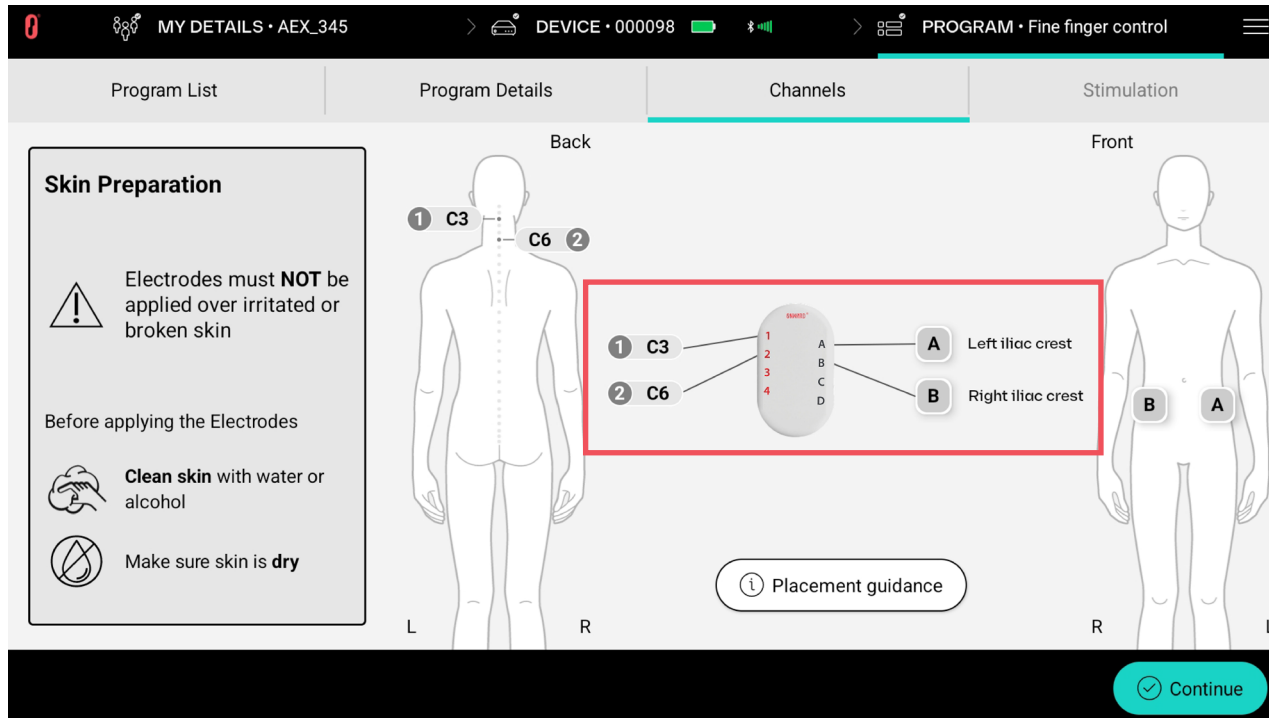 MY DETAILS • AEX_345
DEVICE • 000098
PROGRAM • Fine finger control
Program List
Program Details
Channels
Stimulation
Skin Preparation
Electrodes must NOT be
applied over irritated or
broken skin
Before applying the Electrodes
Clean skin with water or
alcohol
Make sure skin is dry
Back
1 C3
C6 2
L
R
1 C3
2 C6
1
2
3
4
A
B
C
D
A Left iliac crest
B Right iliac crest
Placement guidance
Front
B
A
R
Continue